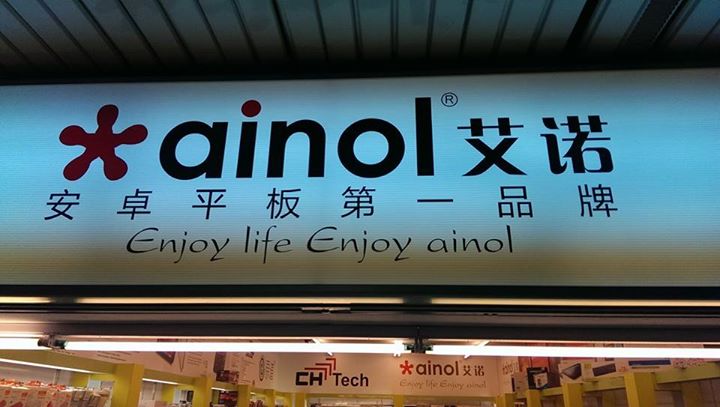 ainol® 艾诺
安卓平板第一品牌
Enjoy life Enjoy ainol
CH Tech
ainol 艾诺
Enjoy life Enjoy ainol